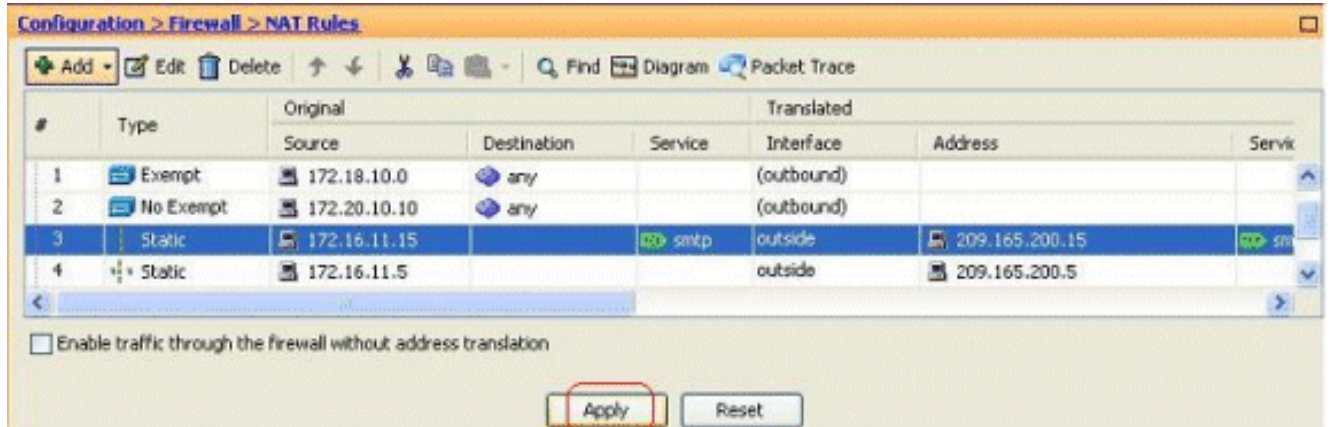 Configuration > Firewall > NAT Rules
Add Edit Delete Find Diagram Packet Trace
# Type Original Translated
Source Destination Service Interface Address Servic
1 Exempt 172.18.10.0 any (outbound)
2 No Exempt 172.20.10.10 any (outbound)
3 Static 172.16.11.15 smtp outside 209.165.200.15 sm
4 Static 172.16.11.5 outside 209.165.200.5
Enable traffic through the firewall without address translation
Apply Reset